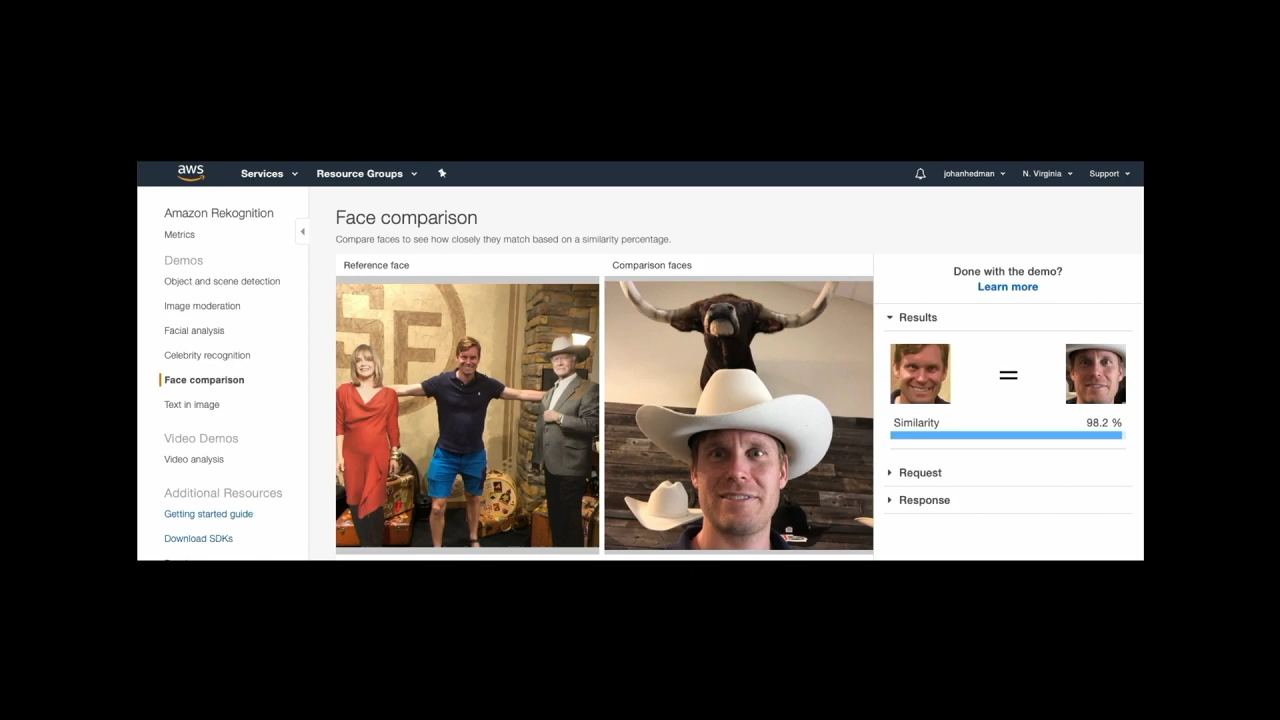 aws
Services
Resource Groups
johanhedman
N. Virginia
Support
Amazon Rekognition
Metrics
Demos
Object and scene detection
Image moderation
Facial analysis
Celebrity recognition
Face comparison
Text in image
Video Demos
Video analysis
Additional Resources
Getting started guide
Download SDKs
Face comparison
Compare faces to see how closely they match based on a similarity percentage.
Reference face
Comparison faces
SF
Done with the demo?
Learn more
Results
=
Similarity 98.2 %
Request
Response